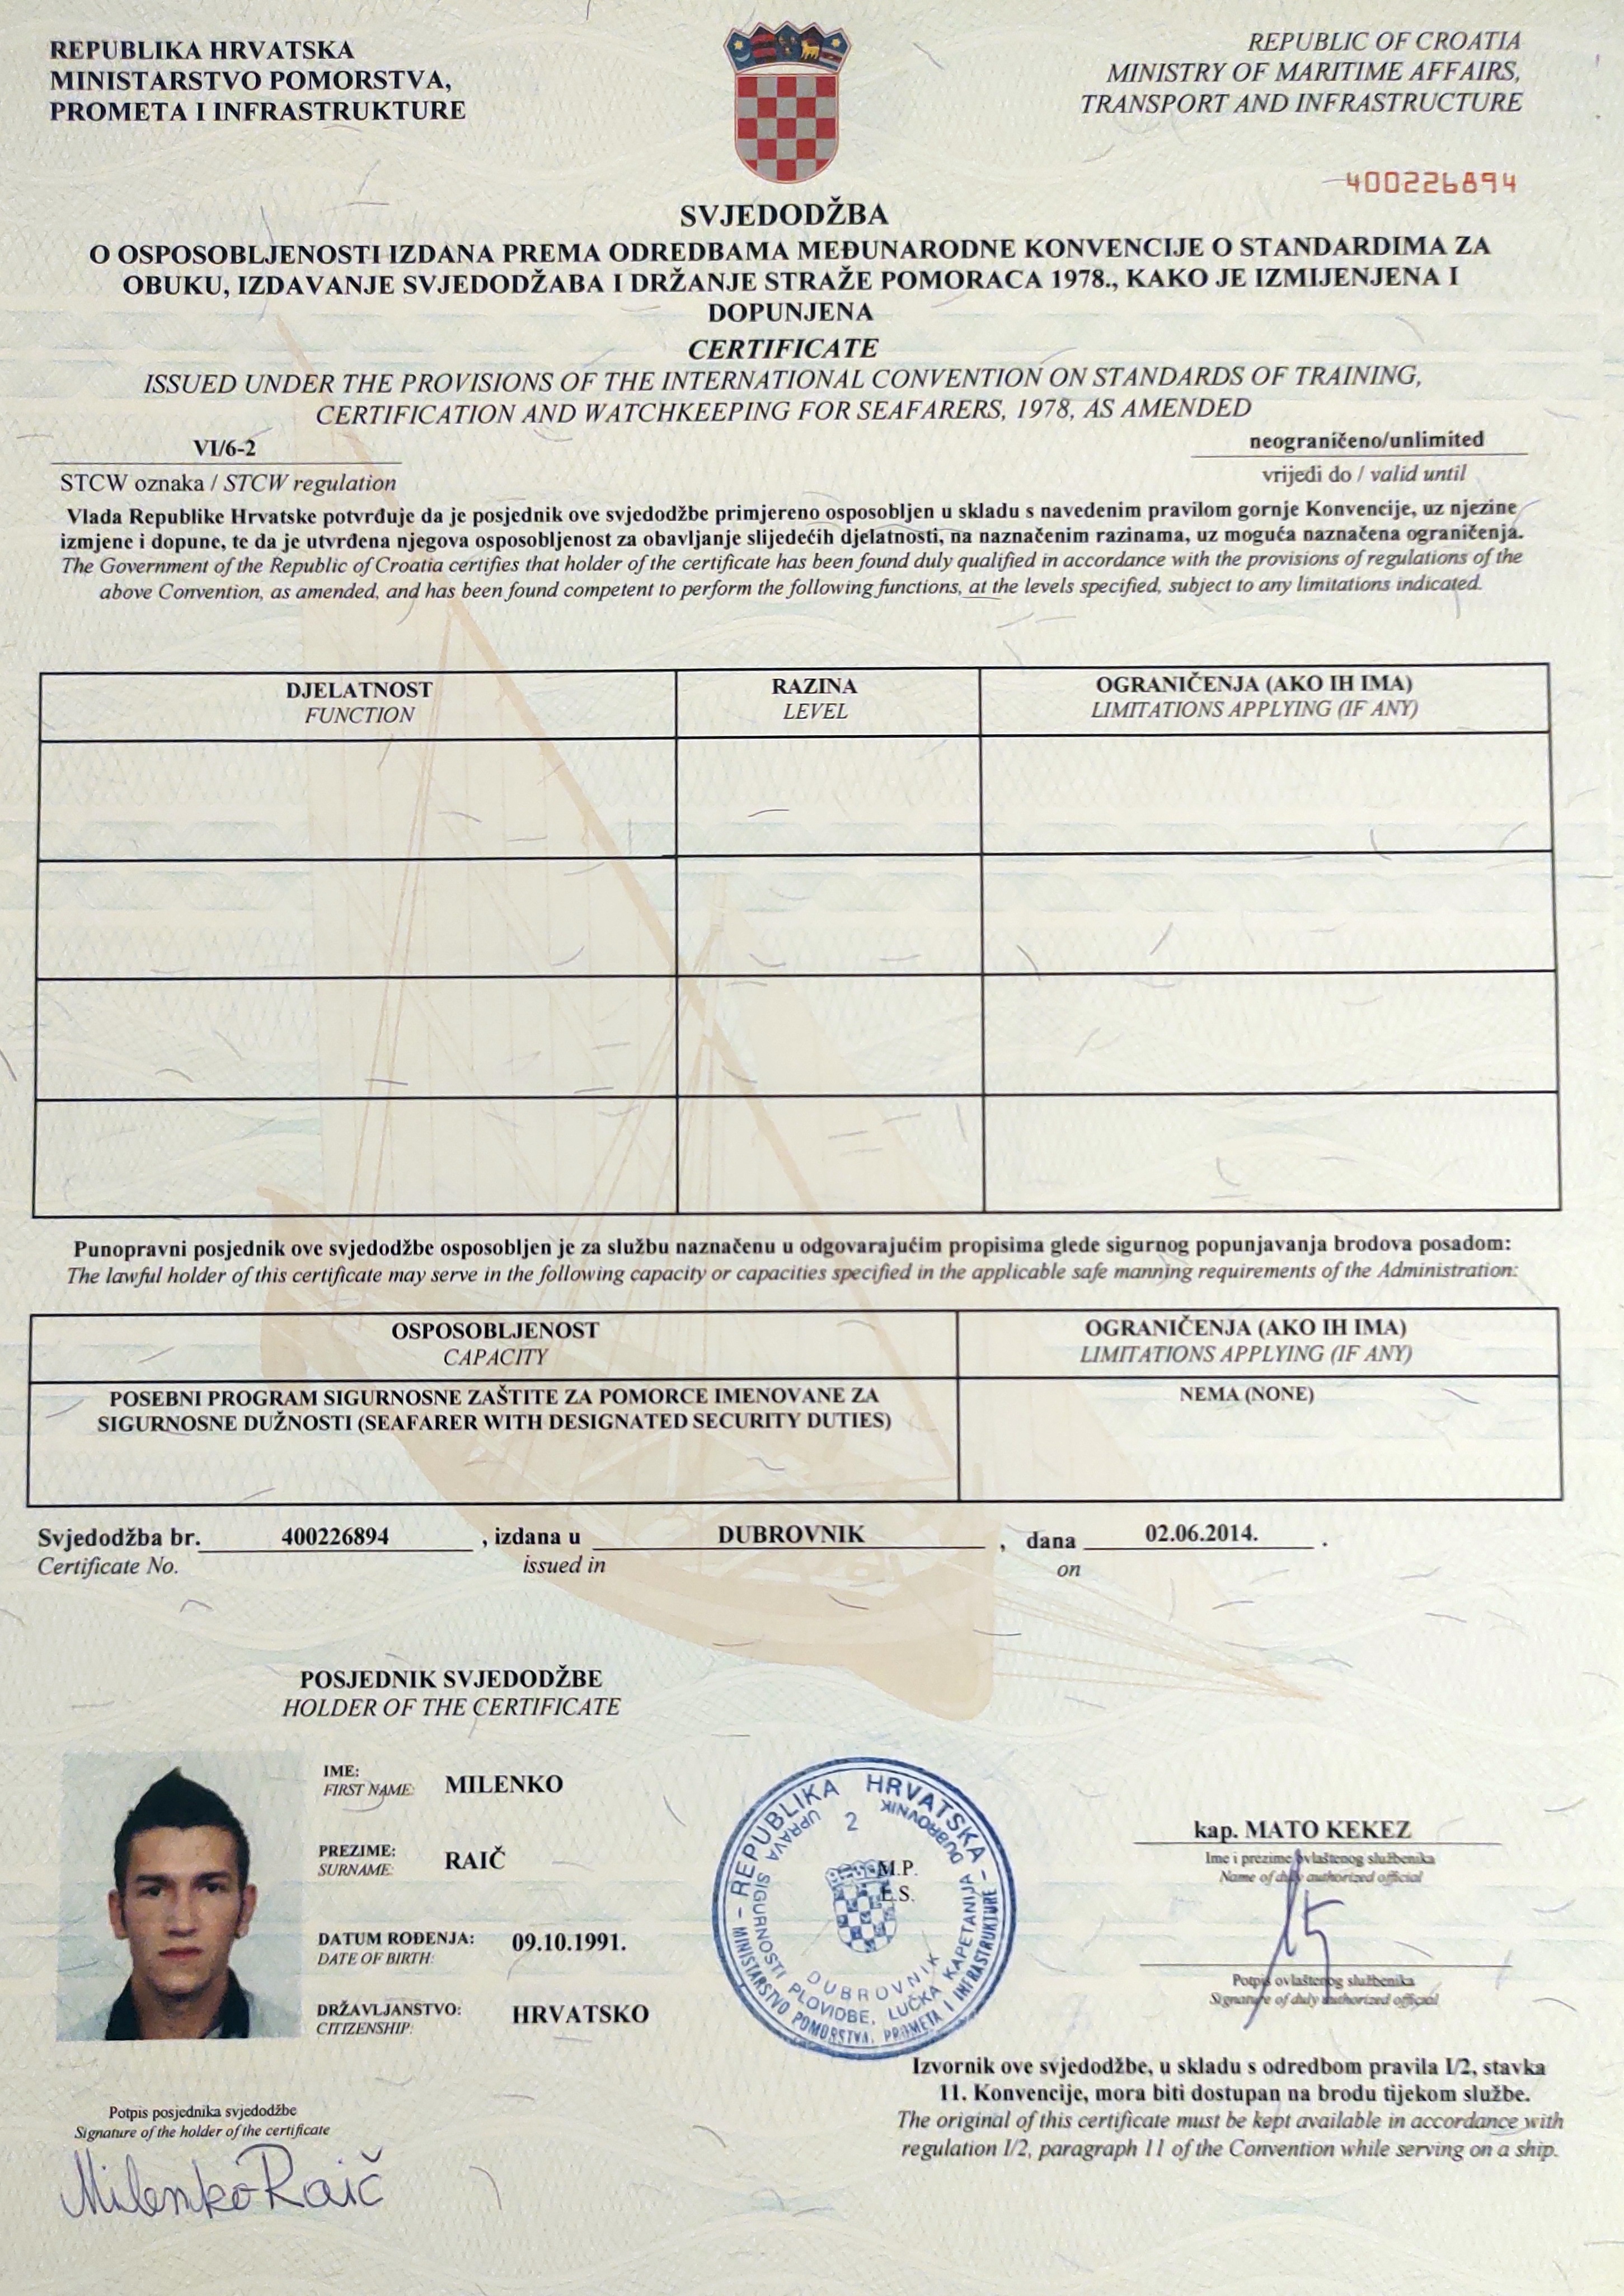 REPUBLIKA HRVATSKA
MINISTARSTVO POMORSTVA,
PROMETA I INFRASTRUKTURE
REPUBLIC OF CROATIA
MINISTRY OF MARITIME AFFAIRS,
TRANSPORT AND INFRASTRUCTURE
400226894
SVJEDODŽBA
O OSPOSOBLJENOSTI IZDANA PREMA ODREDBAMA MEĐUNARODNE KONVENCIJE O STANDARDIMA ZA
OBUKU, IZDAVANJE SVJEDODŽABA I DRŽANJE STRAŽE POMORACA 1978., KAKO JE IZMIJENJENA I
DOPUNJENA
CERTIFICATE
ISSUED UNDER THE PROVISIONS OF THE INTERNATIONAL CONVENTION ON STANDARDS OF TRAINING,
CERTIFICATION AND WATCHKEEPING FOR SEAFARERS, 1978, AS AMENDED
VI/6-2
STCW oznaka / STCW regulation
neograničeno/unlimited
vrijedi do / valid until
Vlada Republike Hrvatske potvrđuje da je posjednik ove svjedodžbe primjereno osposobljen u skladu s navedenim pravilom gornje Konvencije, uz njezine
izmjene i dopune, te da je utvrđena njegova osposobljenost za obavljanje slijedećih djelatnosti, na naznačenim razinama, uz moguća naznačena ograničenja.
The Government of the Republic of Croatia certifies that holder of the certificate has been found duly qualified in accordance with the provisions of regulations of the
above Convention, as amended, and has been found competent to perform the following functions, at the levels specified, subject to any limitations indicated.
DJELATNOST
FUNCTION
RAZINA
LEVEL
OGRANIČENJA (AKO IH IMA)
LIMITATIONS APPLYING (IF ANY)
Punopravni posjednik ove svjedodžbe osposobljen je za službu naznačenu u odgovarajućim propisima glede sigurnog popunjavanja brodova posadom:
The lawful holder of this certificate may serve in the following capacity or capacities specified in the applicable safe manning requirements of the Administration:
OSPOSOBLJENOST
CAPACITY
OGRANIČENJA (AKO IH IMA)
LIMITATIONS APPLYING (IF ANY)
POSEBNI PROGRAM SIGURNOSNE ZAŠTITE ZA POMORCE IMENOVANE ZA
SIGURNOSNE DUŽNOSTI (SEAFARER WITH DESIGNATED SECURITY DUTIES)
NEMA (NONE)
Svjedodžba br. 400226894 , izdana u DUBROVNIK , dana 02.06.2014. .
Certificate No. issued in on
POSJEDNIK SVJEDODŽBE
HOLDER OF THE CERTIFICATE
IME: MILENKO
FIRST NAME:
PREZIME: RAIČ
SURNAME:
DATUM ROĐENJA: 09.10.1991.
DATE OF BIRTH:
DRŽAVLJANSTVO: HRVATSKO
CITIZENSHIP:
REPUBLIKA HRVATSKA
MINISTARSTVO POMORSTVA, PROMETA I INFRASTRUKTURE
UPRAVA SIGURNOSTI PLOVIDBE, LUČKA KAPETANIJA DUBROVNIK
2
DUBROVNIK
M.P.
L.S.
kap. MATO KEKEZ
Ime i prezime ovlaštenog službenika
Name of duly authorized official
Potpis ovlaštenog službenika
Signature of duly authorized official
Izvornik ove svjedodžbe, u skladu s odredbom pravila I/2, stavka
11. Konvencije, mora biti dostupan na brodu tijekom službe.
The original of this certificate must be kept available in accordance with
regulation I/2, paragraph 11 of the Convention while serving on a ship.
Potpis posjednika svjedodžbe
Signature of the holder of the certificate
Milenko Raič